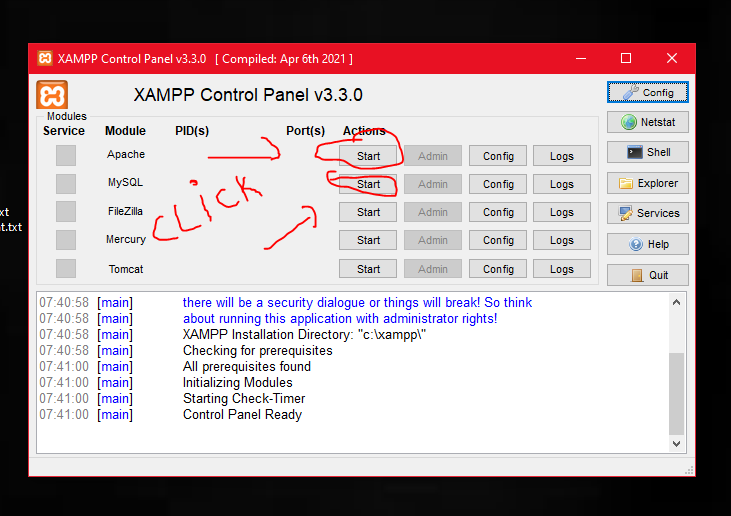 XAMPP Control Panel v3.3.0 [ Compiled: Apr 6th 2021 ]
XAMPP Control Panel v3.3.0
Config
Modules
Service Module PID(s) Port(s) Actions
Netstat
Apache Start Admin Config Logs
Shell
MySQL Start Admin Config Logs
Explorer
CLICK
xt
FileZilla Start Admin Config Logs
Services
t.txt
Mercury Start Admin Config Logs
Help
Tomcat Start Admin Config Logs
Quit
07:40:58 [main] there will be a security dialogue or things will break! So think
07:40:58 [main] about running this application with administrator rights!
07:40:58 [main] XAMPP Installation Directory: "c:\xampp\"
07:40:58 [main] Checking for prerequisites
07:41:00 [main] All prerequisites found
07:41:00 [main] Initializing Modules
07:41:00 [main] Starting Check-Timer
07:41:00 [main] Control Panel Ready